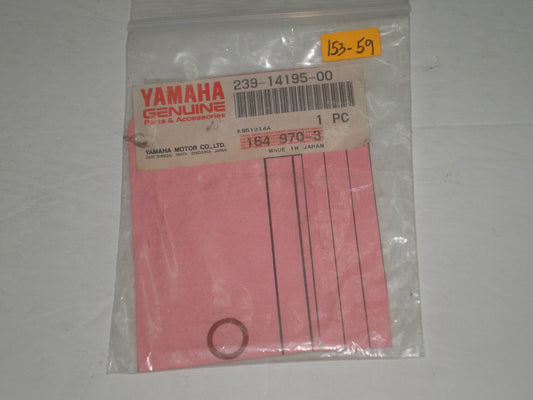 153-59
YAMAHA
GENUINE
Parts & Accessories
239-14195-00
1 PC
K951214A
YAMAHA MOTOR CO.,LTD.
164 970-3
MADE IN JAPAN